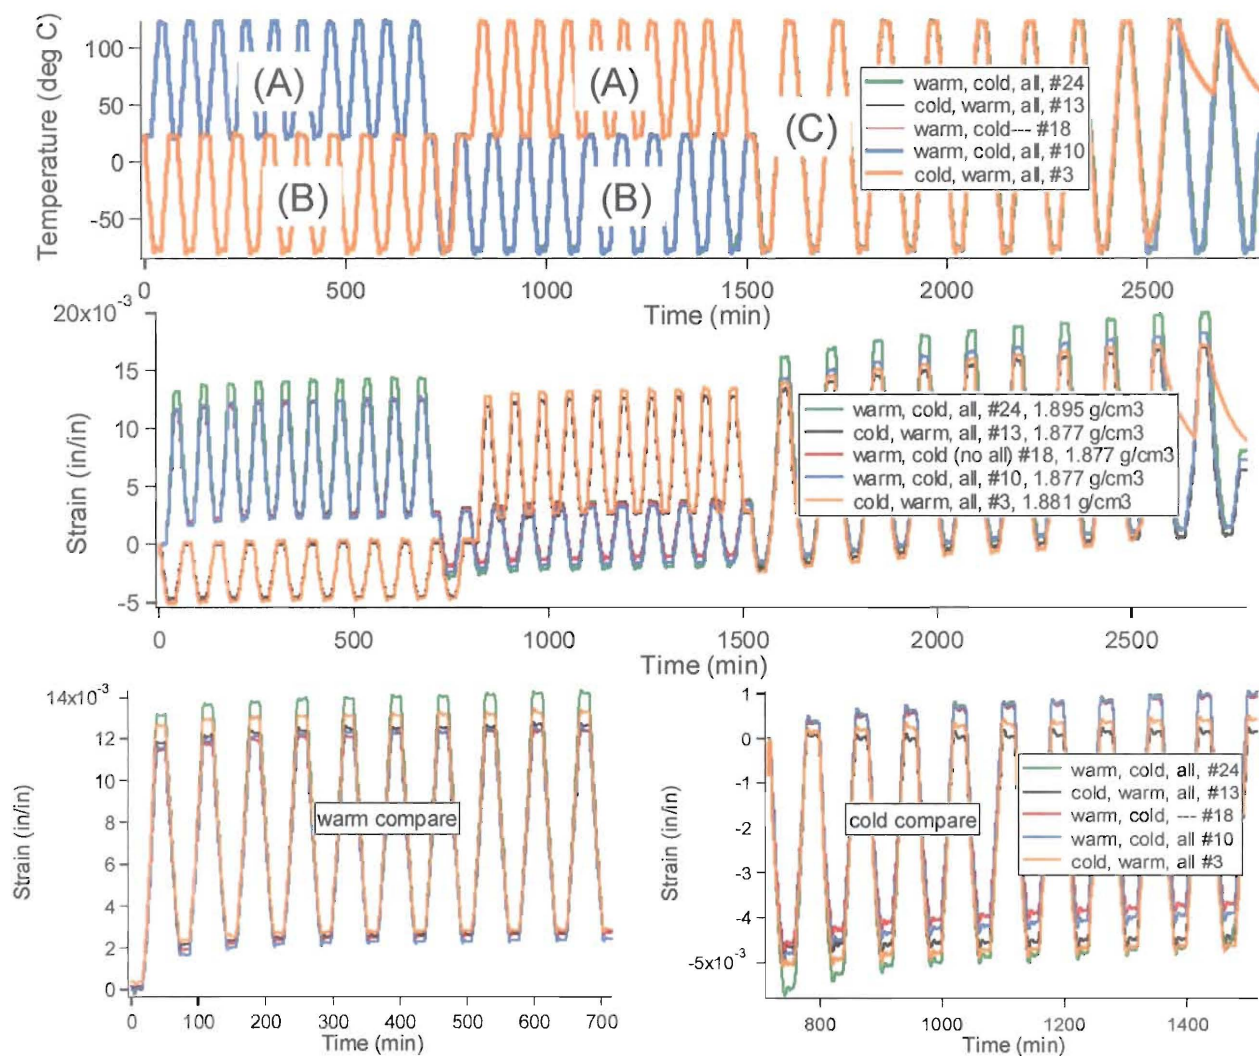 Temperature (deg C)
100
50
0
-50
(A)
(B)
(A)
(B)
(C)
warm, cold, all, #24
cold, warm, all, #13
warm, cold--- #18
warm, cold, all, #10
cold, warm, all, #3
0
500
1000
1500
2000
2500
Time (min)
Strain (in/in)
20x10-3
15
10
5
0
-5
warm, cold, all, #24, 1.895 g/cm3
cold, warm, all, #13, 1.877 g/cm3
warm, cold (no all) #18, 1.877 g/cm3
warm, cold, all, #10, 1.877 g/cm3
cold, warm, all, #3, 1.881 g/cm3
0
500
1000
1500
2000
2500
Time (min)
Strain (in/in)
14x10-3
12
10
8
6
4
2
0
warm compare
0
100
200
300
400
500
600
700
Time (min)
Strain (in/in)
1
0
-1
-2
-3
-4
-5x10-3
cold compare
warm, cold, all, #24
cold, warm, all, #13
warm, cold, --- #18
warm, cold, all #10
cold, warm, all #3
800
1000
1200
1400
Time (min)